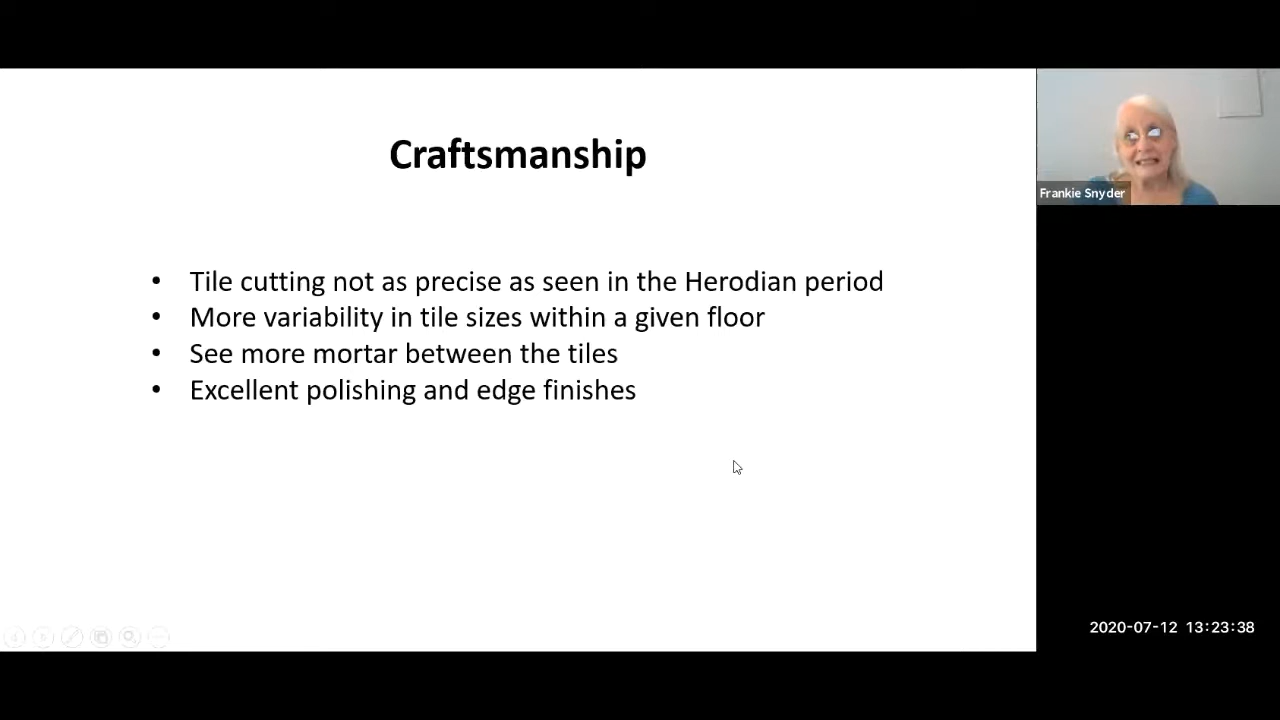 Craftsmanship
• Tile cutting not as precise as seen in the Herodian period
• More variability in tile sizes within a given floor
• See more mortar between the tiles
• Excellent polishing and edge finishes
Frankie Snyder
2020-07-12 13:23:38